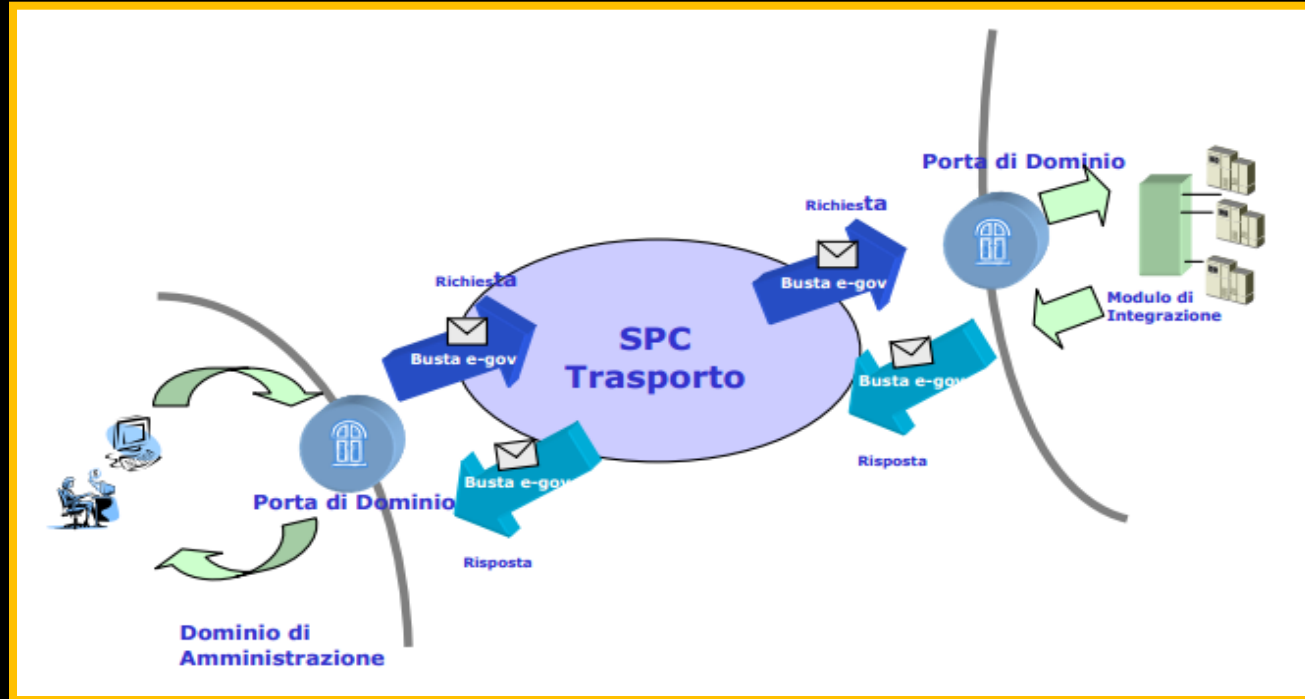 Porta di Dominio
Richiesta
Busta e-gov
Modulo di
Integrazione
Richiesta
Busta e-gov
SPC
Trasporto
Busta e-gov
Risposta
Porta di Dominio
Busta e-gov
Risposta
Dominio di
Amministrazione